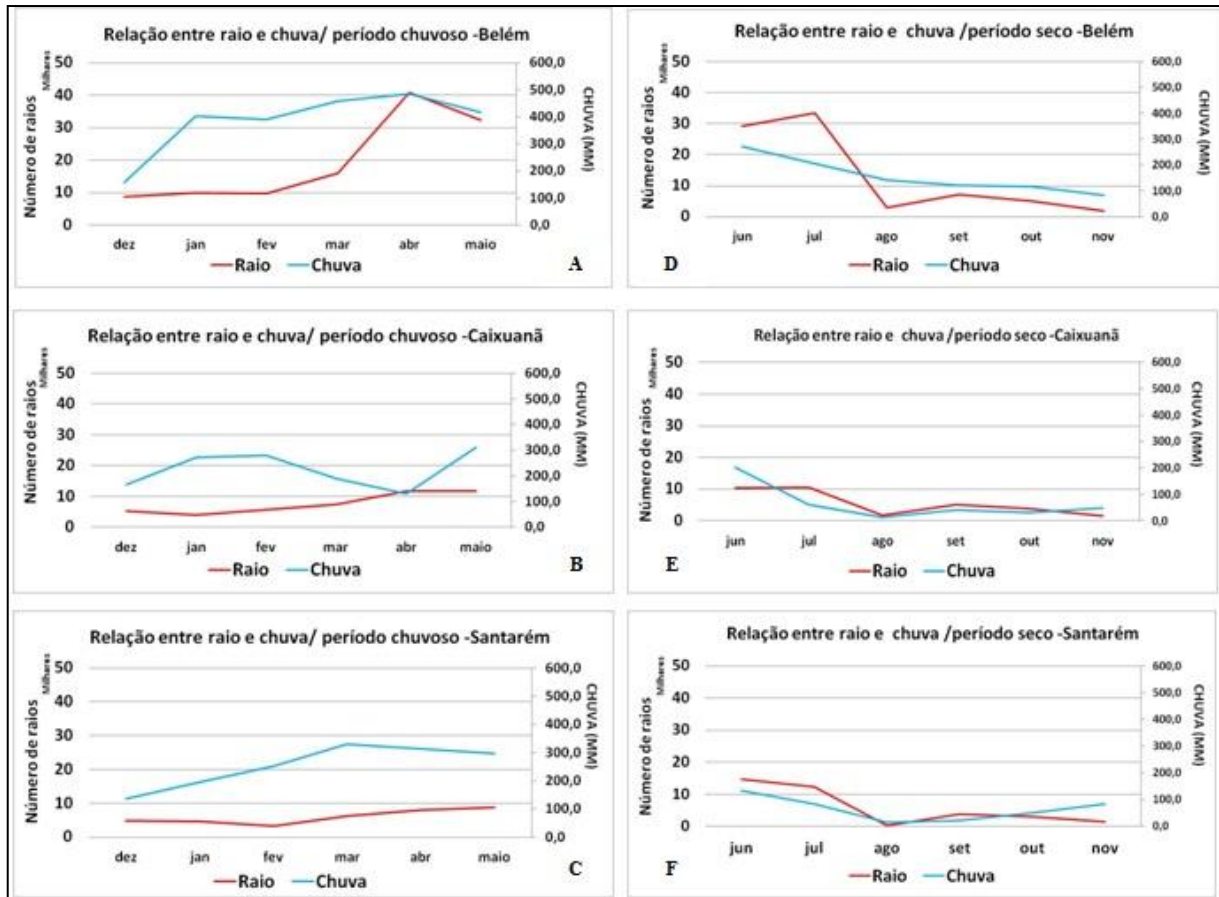 Relação entre raio e chuva/ período chuvoso -Belém
Número de raios
Milhares
50
40
30
20
10
0
600,0
500,0
400,0
300,0
200,0
100,0
0,0
CHUVA (MM)
dez jan fev mar abr maio
Raio Chuva
A
Relação entre raio e chuva /período seco -Belém
Número de raios
Milhares
50
40
30
20
10
0
600,0
500,0
400,0
300,0
200,0
100,0
0,0
CHUVA (MM)
jun jul ago set out nov
Raio Chuva
D
Relação entre raio e chuva/ período chuvoso -Caixuanã
Número de raios
Milhares
50
40
30
20
10
0
600,0
500,0
400,0
300,0
200,0
100,0
0,0
CHUVA (MM)
dez jan fev mar abr maio
Raio Chuva
B
Relação entre raio e chuva /período seco -Caixuanã
Número de raios
Milhares
50
40
30
20
10
0
600,0
500,0
400,0
300,0
200,0
100,0
0,0
CHUVA (MM)
jun jul ago set out nov
Raio Chuva
E
Relação entre raio e chuva/ período chuvoso -Santarém
Número de raios
Milhares
50
40
30
20
10
0
600,0
500,0
400,0
300,0
200,0
100,0
0,0
CHUVA (MM)
dez jan fev mar abr maio
Raio Chuva
C
Relação entre raio e chuva /período seco -Santarém
Número de raios
Milhares
50
40
30
20
10
0
600,0
500,0
400,0
300,0
200,0
100,0
0,0
CHUVA (MM)
jun jul ago set out nov
Raio Chuva
F